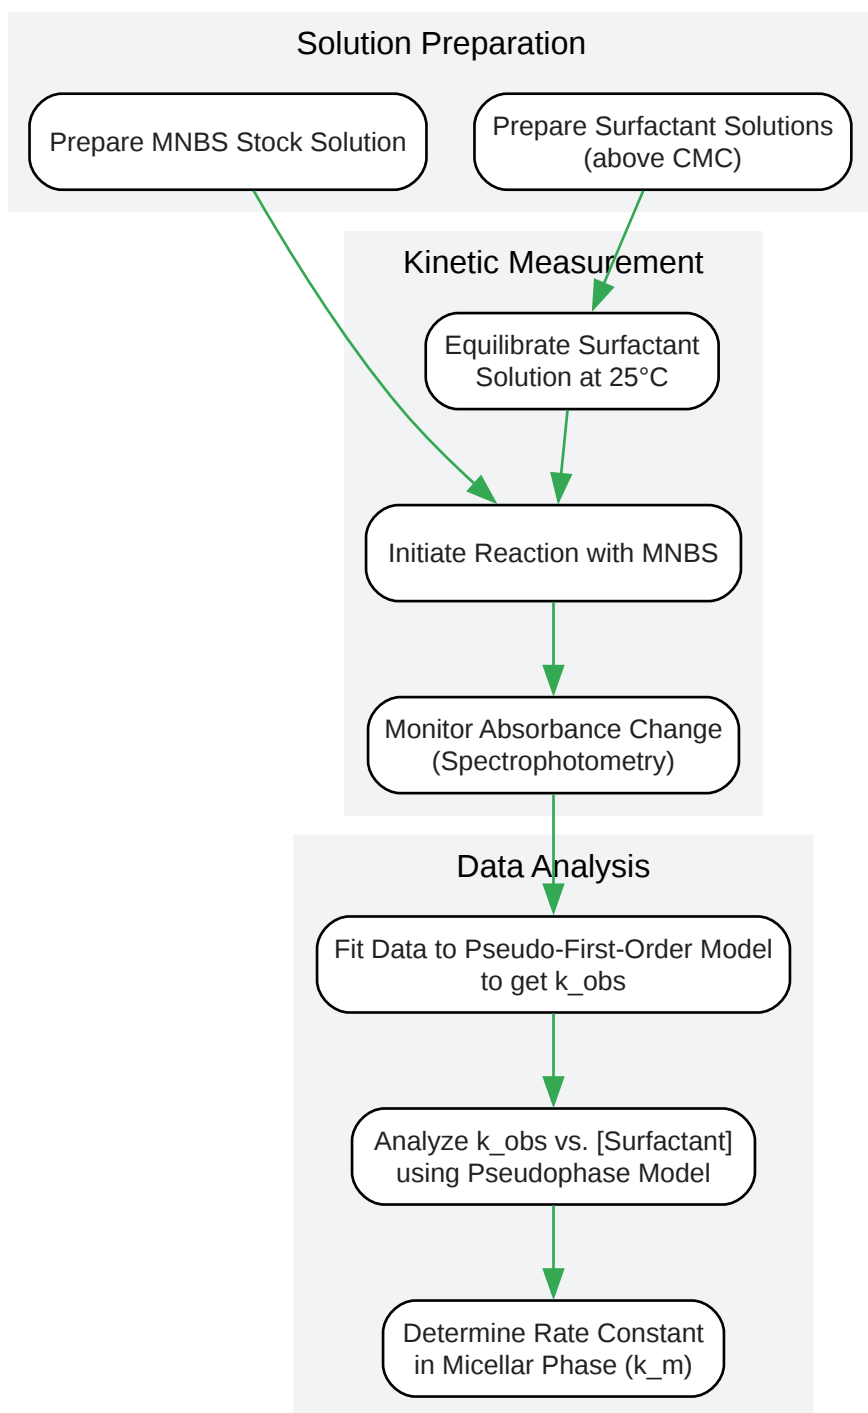 Solution Preparation
Prepare MNBS Stock Solution
Prepare Surfactant Solutions
(above CMC)
Kinetic Measurement
Equilibrate Surfactant
Solution at 25°C
Initiate Reaction with MNBS
Monitor Absorbance Change
(Spectrophotometry)
Data Analysis
Fit Data to Pseudo-First-Order Model
to get k_obs
Analyze k_obs vs. [Surfactant]
using Pseudophase Model
Determine Rate Constant
in Micellar Phase (k_m)